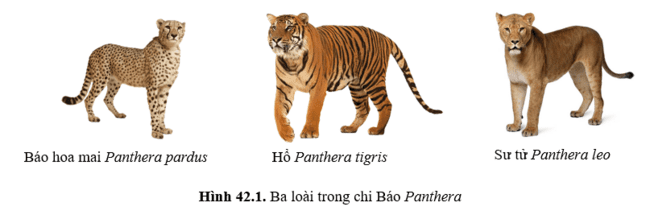 Báo hoa mai Panthera pardus
Hổ Panthera tigris
Sư tử Panthera leo
Hình 42.1. Ba loài trong chi Báo Panthera